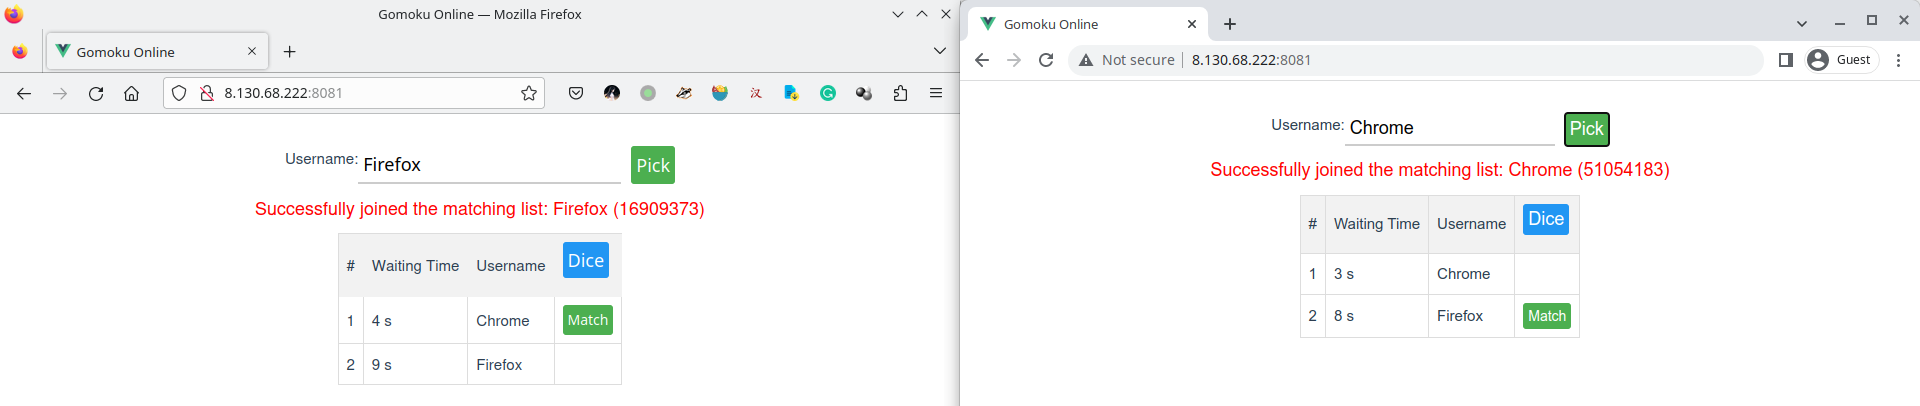 Gomoku Online — Mozilla Firefox
Gomoku Online
8.130.68.222:8081
汉
Username: Firefox Pick
Successfully joined the matching list: Firefox (16909373)
# Waiting Time Username Dice
1 4 s Chrome Match
2 9 s Firefox
Gomoku Online
Not secure 8.130.68.222:8081 Guest
Username: Chrome Pick
Successfully joined the matching list: Chrome (51054183)
# Waiting Time Username Dice
1 3 s Chrome
2 8 s Firefox Match